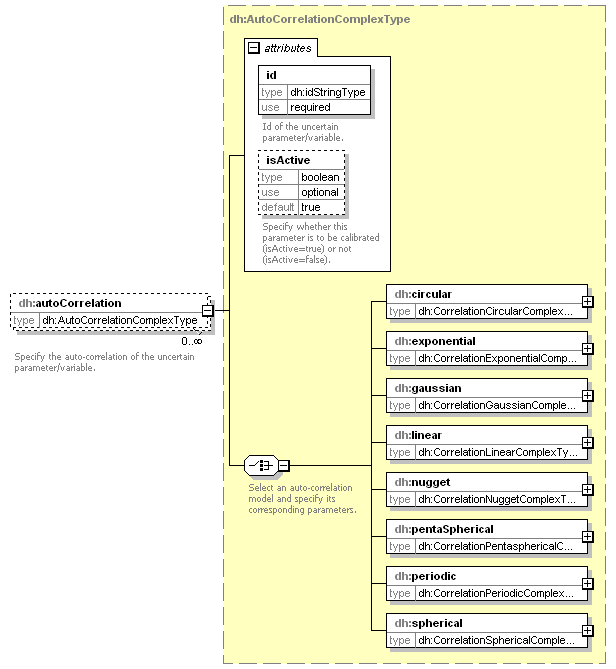 dh:AutoCorrelationComplexType
attributes
id
type dh:idStringType
use required
Id of the uncertain
parameter/variable.
isActive
type boolean
use optional
default true
Specify whether this
parameter is to be calibrated
(isActive=true) or not
(isActive=false).
dh:autoCorrelation
type dh:AutoCorrelationComplexType
0..∞
Specify the auto-correlation of the uncertain
parameter/variable.
Select an auto-correlation
model and specify its
corresponding parameters.
dh:circular
type dh:CorrelationCircularComplex...
dh:exponential
type dh:CorrelationExponentialComp...
dh:gaussian
type dh:CorrelationGaussianComple...
dh:linear
type dh:CorrelationLinearComplexTy...
dh:nugget
type dh:CorrelationNuggetComplexT...
dh:pentaSpherical
type dh:CorrelationPentasphericalC...
dh:periodic
type dh:CorrelationPeriodicComplex...
dh:spherical
type dh:CorrelationSphericalComple...